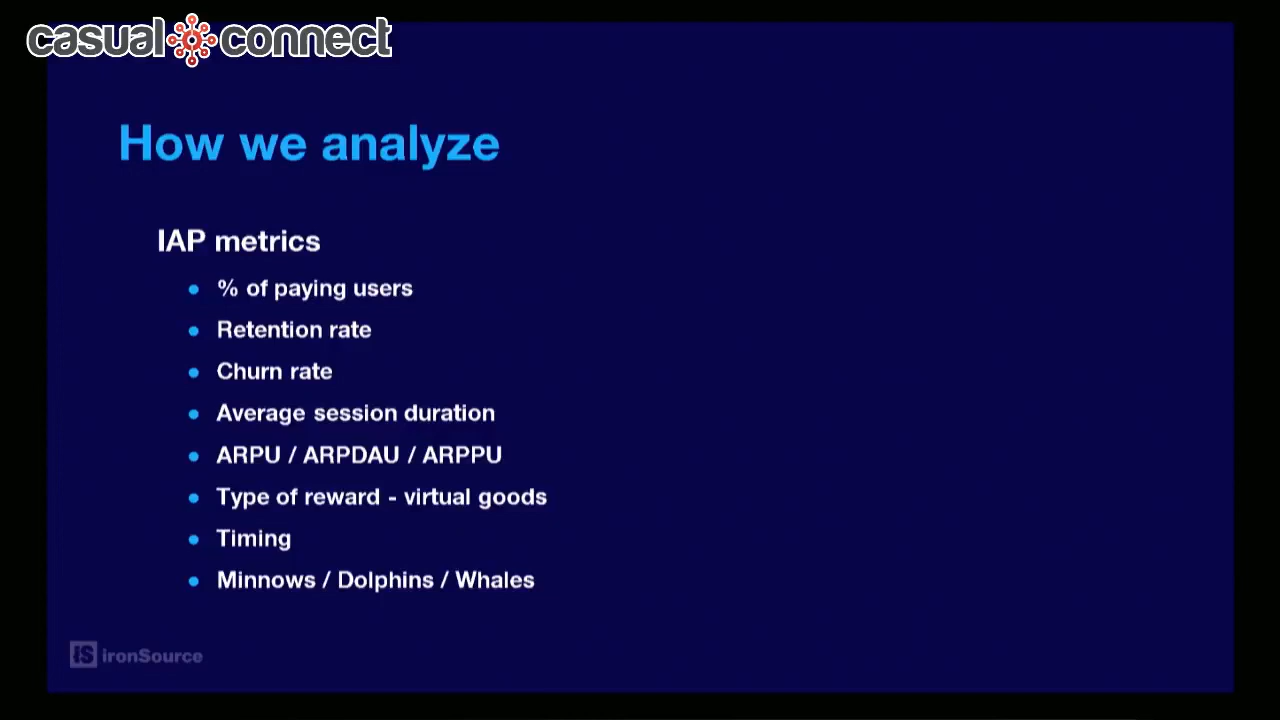 casual connect
How we analyze
IAP metrics
• % of paying users
• Retention rate
• Churn rate
• Average session duration
• ARPU / ARPDAU / ARPPU
• Type of reward - virtual goods
• Timing
• Minnows / Dolphins / Whales
IS ironSource